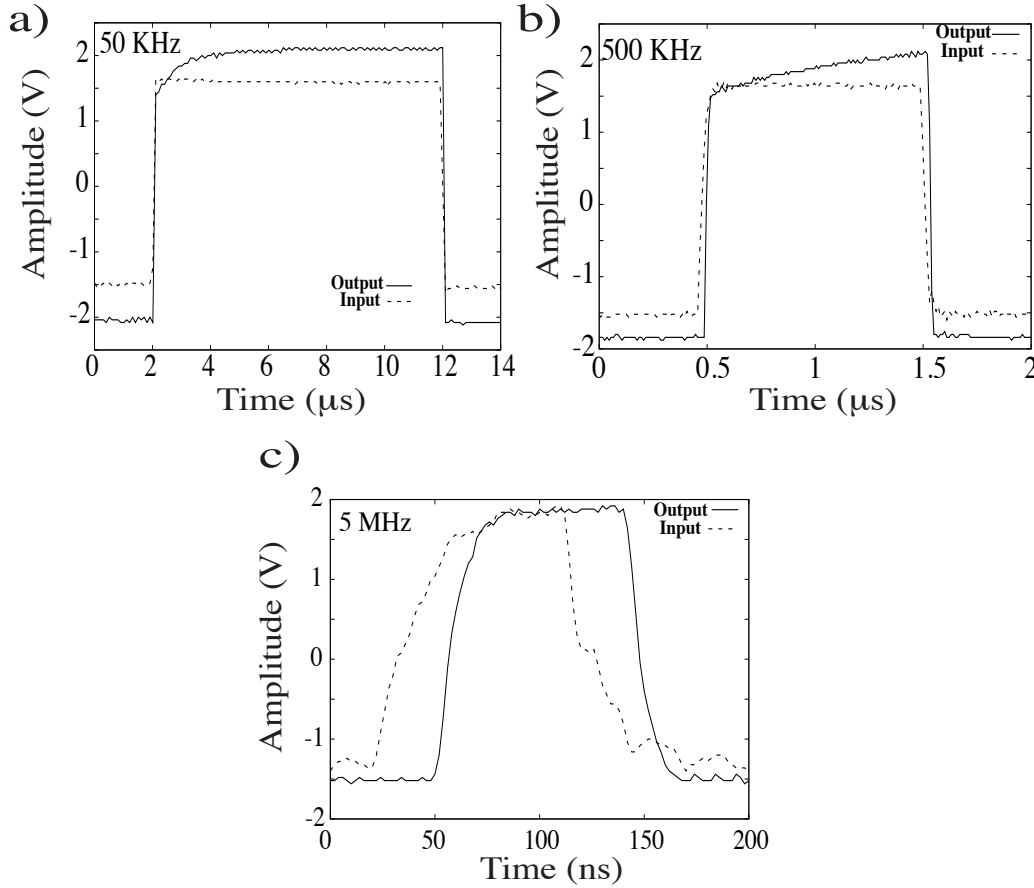 a)
50 KHz
Amplitude (V)
2
1
0
-1
-2
Output
Input
0 2 4 6 8 10 12 14
Time (μs)
b)
500 KHz
Amplitude (V)
2
1
0
-1
-2
Output
Input
0 0.5 1 1.5 2
Time (μs)
c)
5 MHz
Amplitude (V)
2
1
0
-1
-2
Output
Input
0 50 100 150 200
Time (ns)